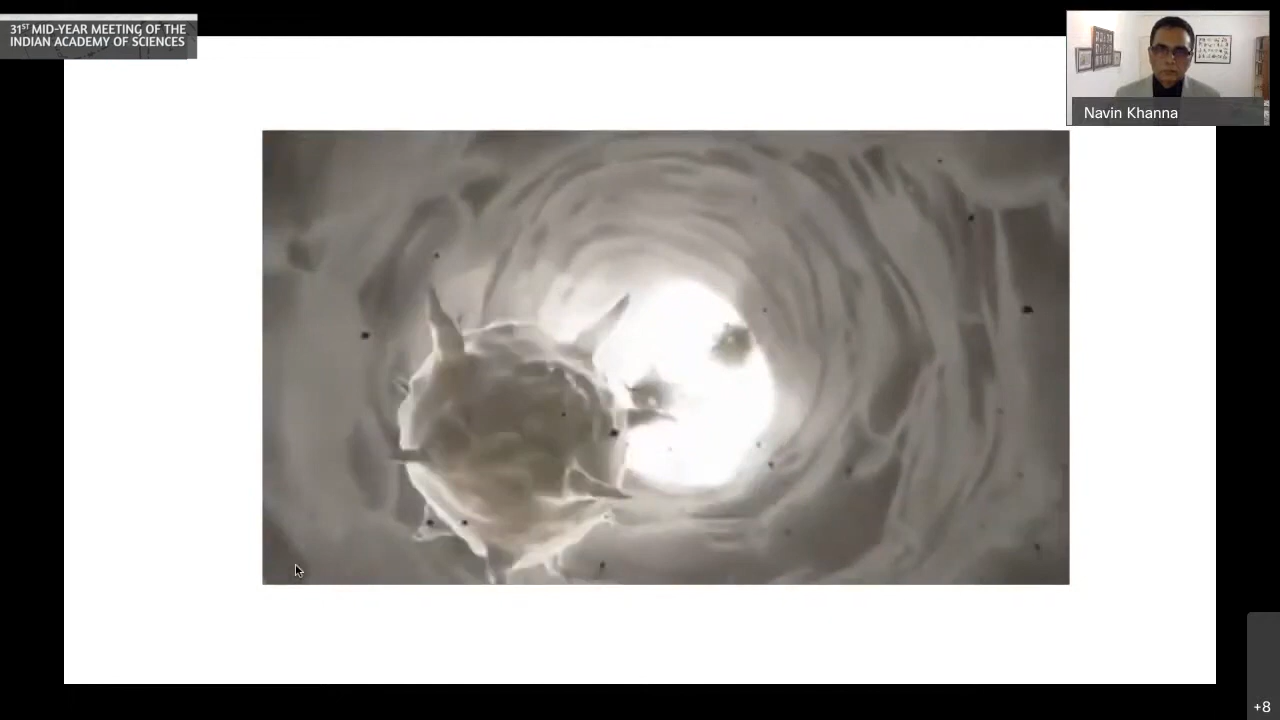 31ST MID-YEAR MEETING OF THE
INDIAN ACADEMY OF SCIENCES
Navin Khanna
+8